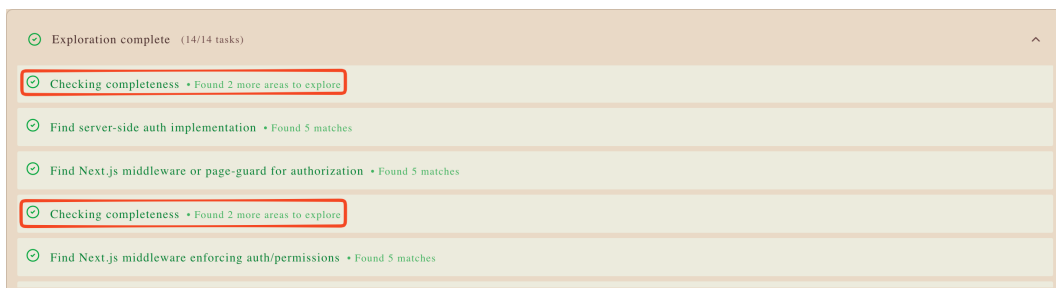 Exploration complete (14/14 tasks)
Checking completeness • Found 2 more areas to explore
Find server-side auth implementation • Found 5 matches
Find Next.js middleware or page-guard for authorization • Found 5 matches
Checking completeness • Found 2 more areas to explore
Find Next.js middleware enforcing auth/permissions • Found 5 matches